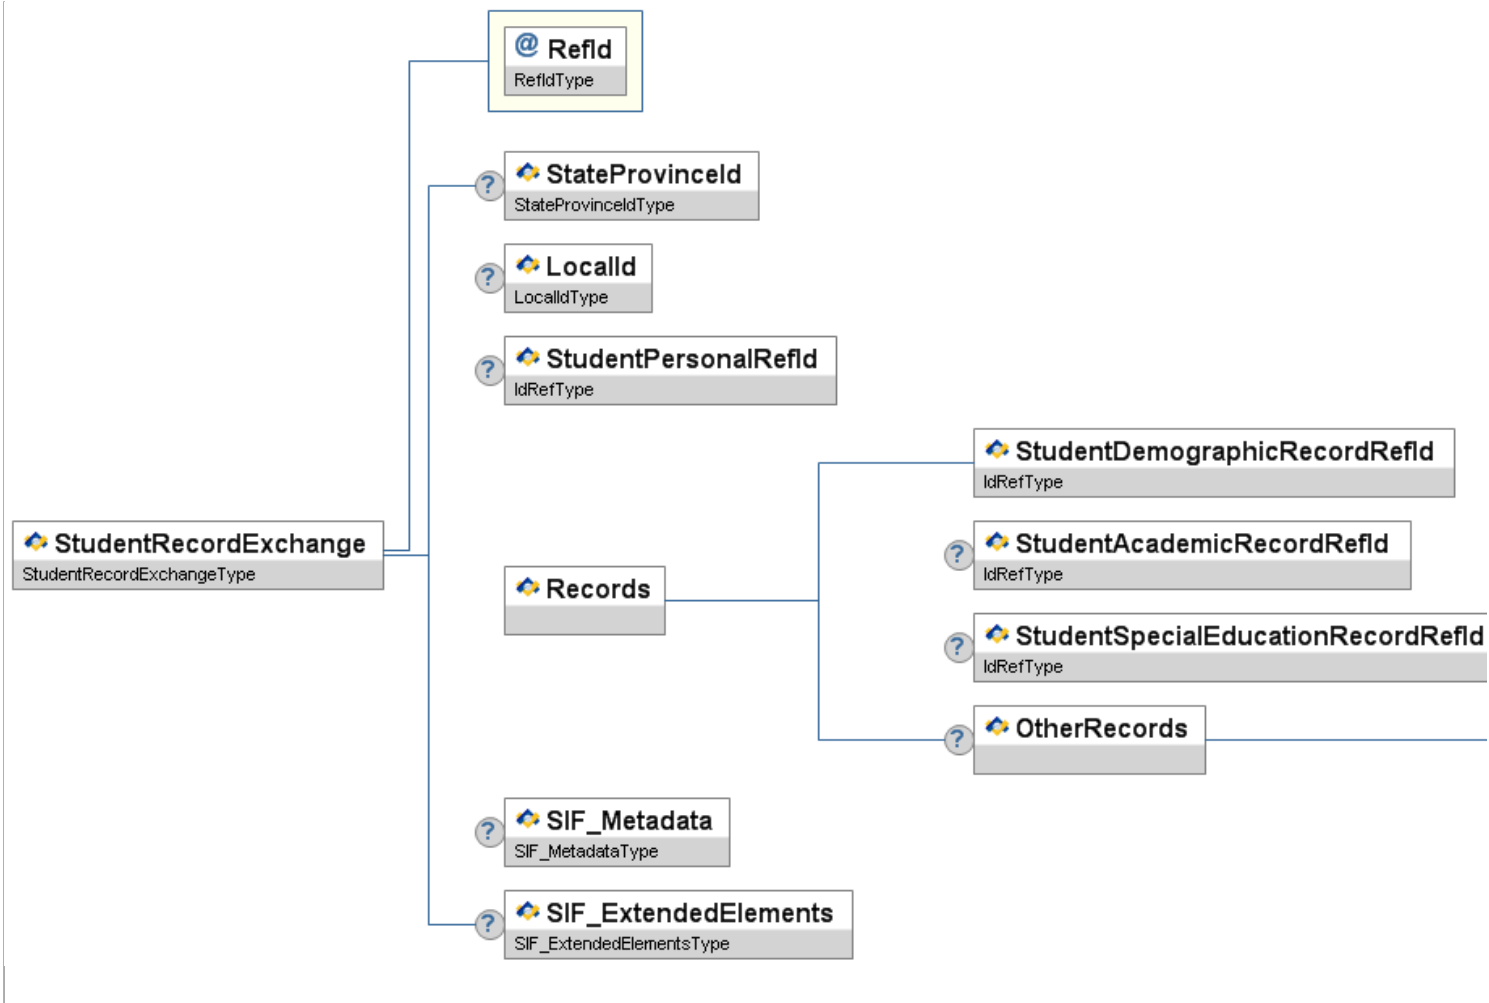 @ RefId
RefIdType
? StateProvinceId
StateProvinceIdType
? LocalId
LocalIdType
? StudentPersonalRefId
IdRefType
StudentDemographicRecordRefId
IdRefType
StudentRecordExchange
StudentRecordExchangeType
? StudentAcademicRecordRefId
IdRefType
Records
? StudentSpecialEducationRecordRefId
IdRefType
? OtherRecords
? SIF_Metadata
SIF_MetadataType
? SIF_ExtendedElements
SIF_ExtendedElementsType